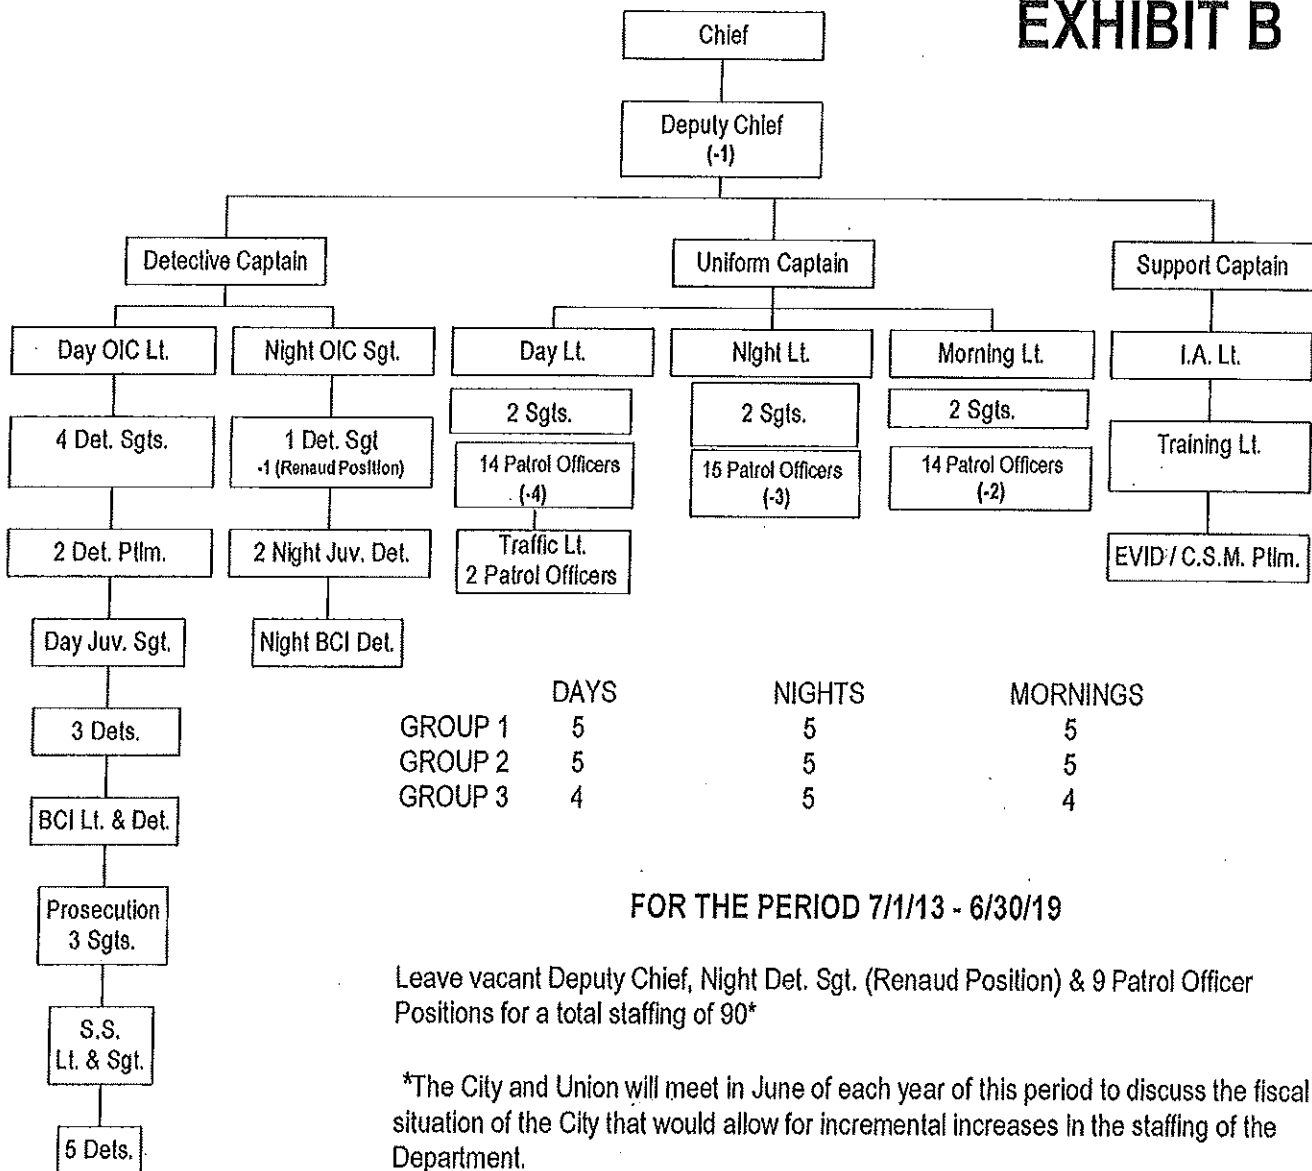 EXHIBIT B
Chief
Deputy Chief
(-1)
Detective Captain
Uniform Captain
Support Captain
Day OIC Lt.
Night OIC Sgt.
Day Lt.
Night Lt.
Morning Lt.
I.A. Lt.
4 Det. Sgts.
1 Det. Sgt
-1 (Renaud Position)
2 Sgts.
2 Sgts.
2 Sgts.
Training Lt.
14 Patrol Officers
(-4)
15 Patrol Officers
(-3)
14 Patrol Officers
(-2)
2 Det. Ptlm.
2 Night Juv. Det.
Traffic Lt.
2 Patrol Officers
EVID / C.S.M. Ptlm.
Day Juv. Sgt.
Night BCI Det.
3 Dets.
BCI Lt. & Det.
Prosecution
3 Sgts.
S.S.
Lt. & Sgt.
5 Dets.
DAYS NIGHTS MORNINGS
GROUP 1 5 5 5
GROUP 2 5 5 5
GROUP 3 4 5 4
FOR THE PERIOD 7/1/13 - 6/30/19
Leave vacant Deputy Chief, Night Det. Sgt. (Renaud Position) & 9 Patrol Officer
Positions for a total staffing of 90*
*The City and Union will meet in June of each year of this period to discuss the fiscal
situation of the City that would allow for incremental increases in the staffing of the
Department.